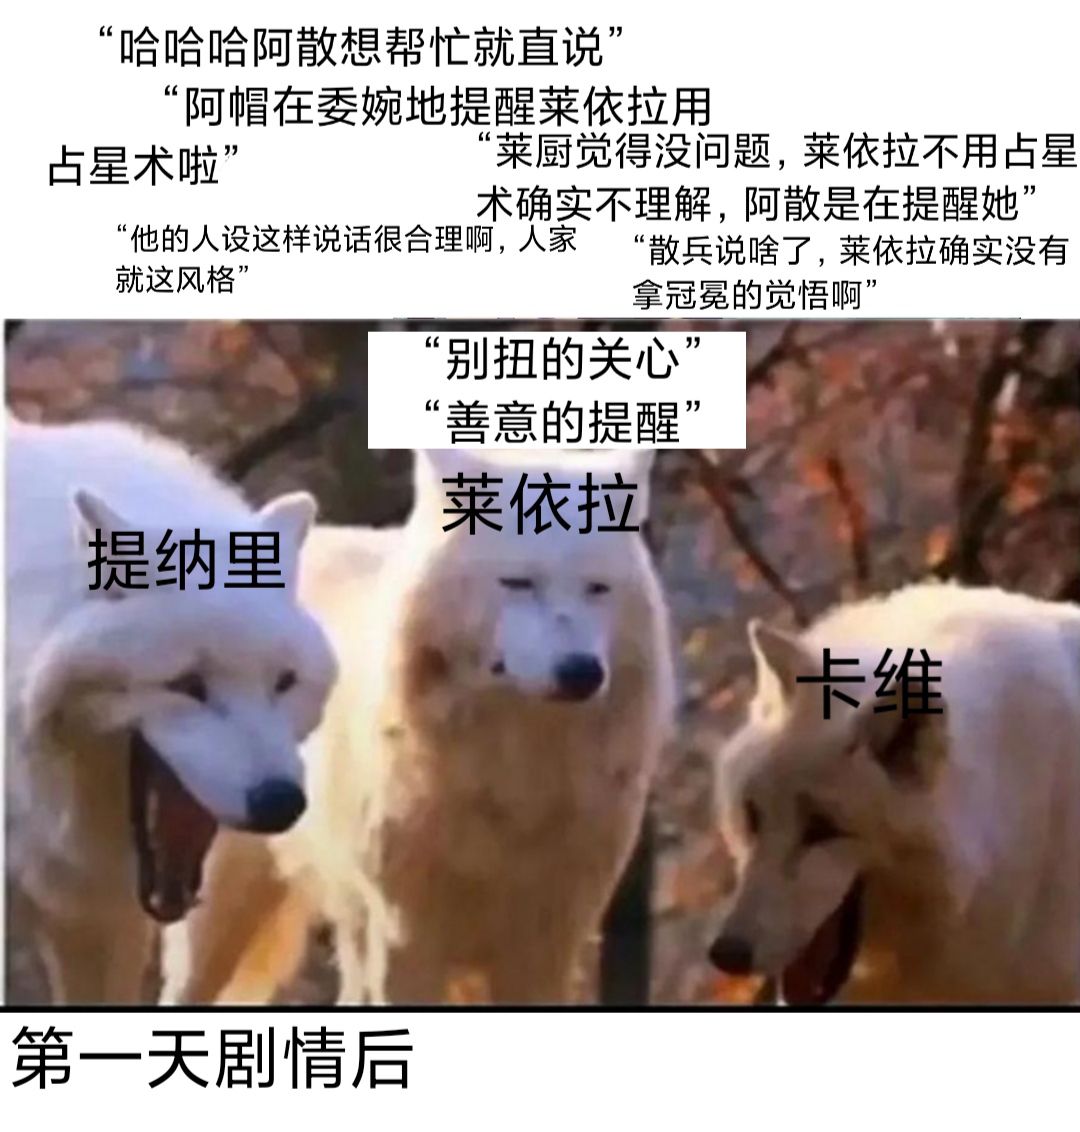 “哈哈哈阿散想帮忙就直说”
“阿帽在委婉地提醒莱依拉用
占星术啦”
“莱厨觉得没问题，莱依拉不用占星
术确实不理解，阿散是在提醒她”
“他的人设这样说话很合理啊，人家
就这风格”
“散兵说啥了，莱依拉确实没有
拿冠冕的觉悟啊”
“别扭的关心”
“善意的提醒”
莱依拉
提纳里
卡维
第一天剧情后